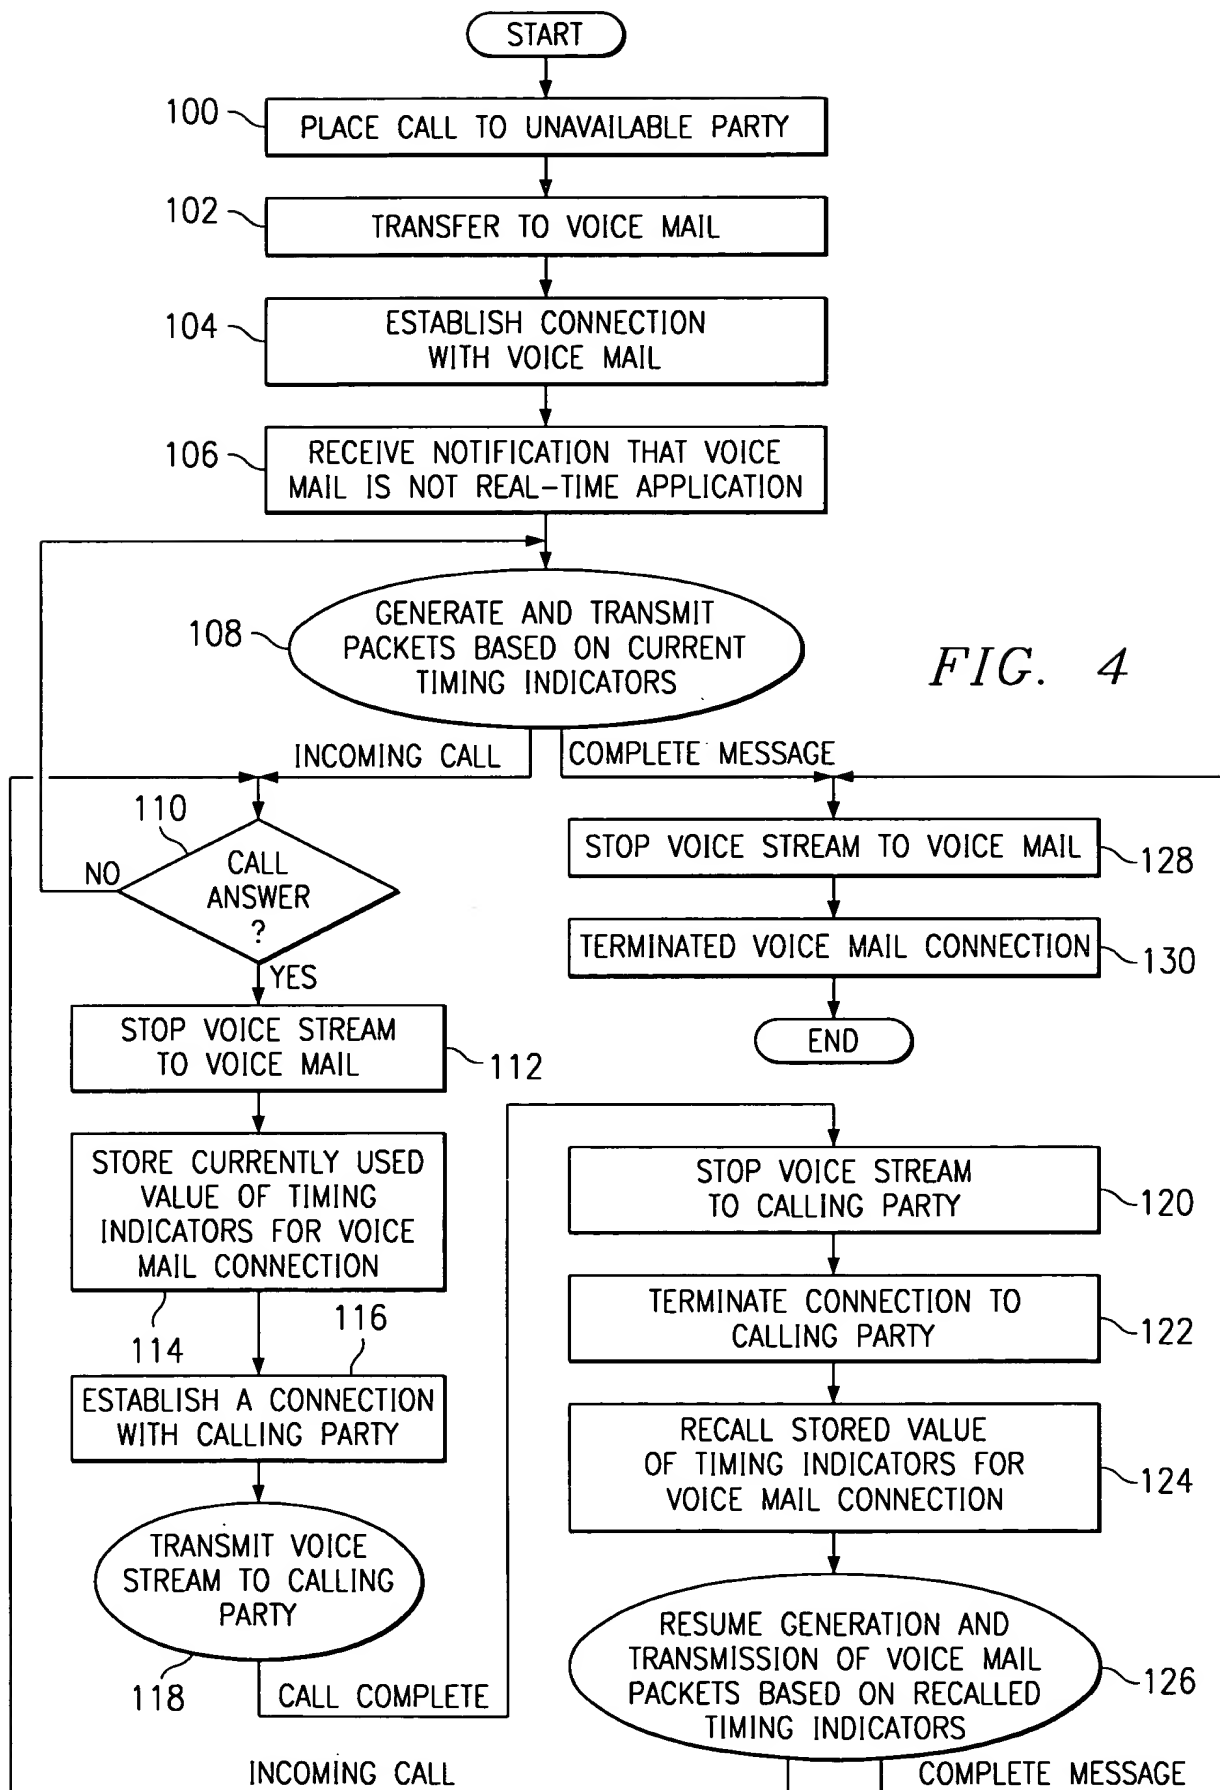 START
100
PLACE CALL TO UNAVAILABLE PARTY
102
TRANSFER TO VOICE MAIL
104
ESTABLISH CONNECTION
WITH VOICE MAIL
106
RECEIVE NOTIFICATION THAT VOICE
MAIL IS NOT REAL-TIME APPLICATION
108
GENERATE AND TRANSMIT
PACKETS BASED ON CURRENT
TIMING INDICATORS
FIG. 4
INCOMING CALL
COMPLETE MESSAGE
110
CALL
ANSWER
?
NO
YES
STOP VOICE STREAM
TO VOICE MAIL
112
STORE CURRENTLY USED
VALUE OF TIMING
INDICATORS FOR VOICE
MAIL CONNECTION
114
116
ESTABLISH A CONNECTION
WITH CALLING PARTY
TRANSMIT VOICE
STREAM TO CALLING
PARTY
118
CALL COMPLETE
INCOMING CALL
STOP VOICE STREAM TO VOICE MAIL
128
TERMINATED VOICE MAIL CONNECTION
130
END
STOP VOICE STREAM
TO CALLING PARTY
120
TERMINATE CONNECTION TO
CALLING PARTY
122
RECALL STORED VALUE
OF TIMING INDICATORS FOR
VOICE MAIL CONNECTION
124
RESUME GENERATION AND
TRANSMISSION OF VOICE MAIL
PACKETS BASED ON RECALLED
TIMING INDICATORS
126
COMPLETE MESSAGE